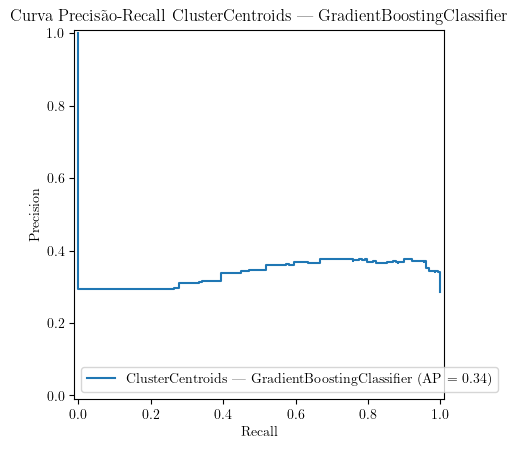 Curva Precisão-Recall ClusterCentroids — GradientBoostingClassifier
1.0
0.8
0.6
0.4
0.2
0.0
Precision
ClusterCentroids — GradientBoostingClassifier (AP = 0.34)
0.0 0.2 0.4 0.6 0.8 1.0
Recall